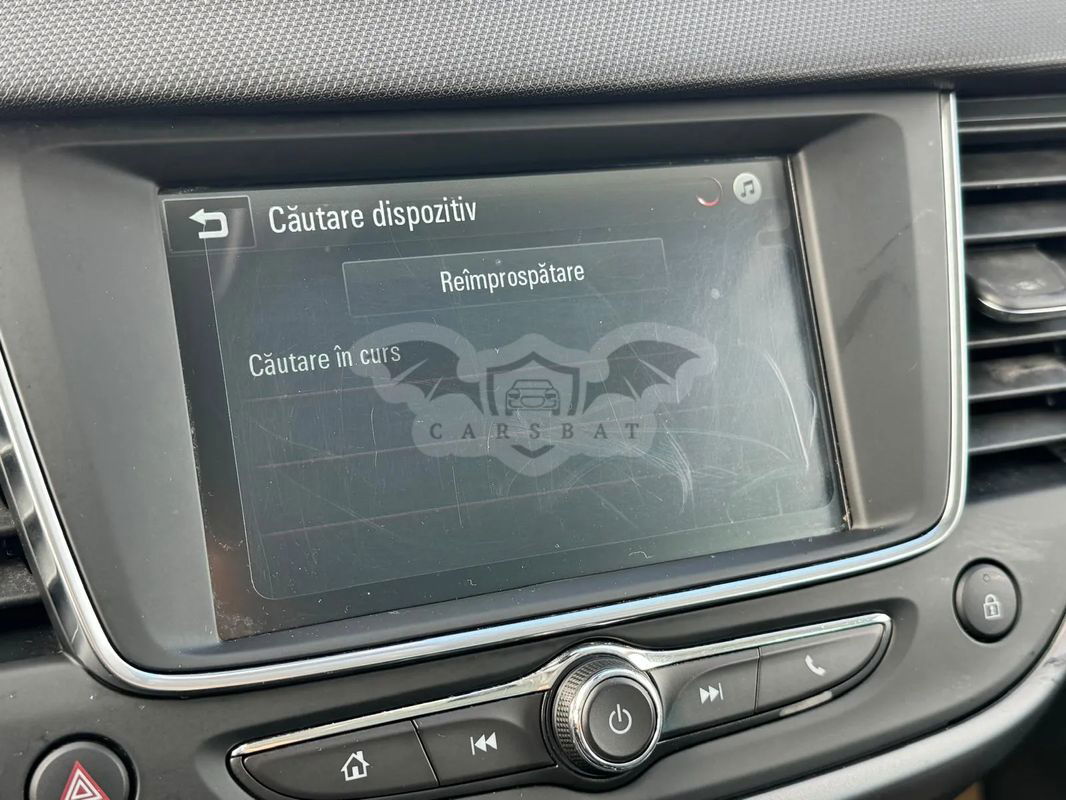 Căutare dispozitiv
Reîmprospătare
Căutare în curs
CARSBAT